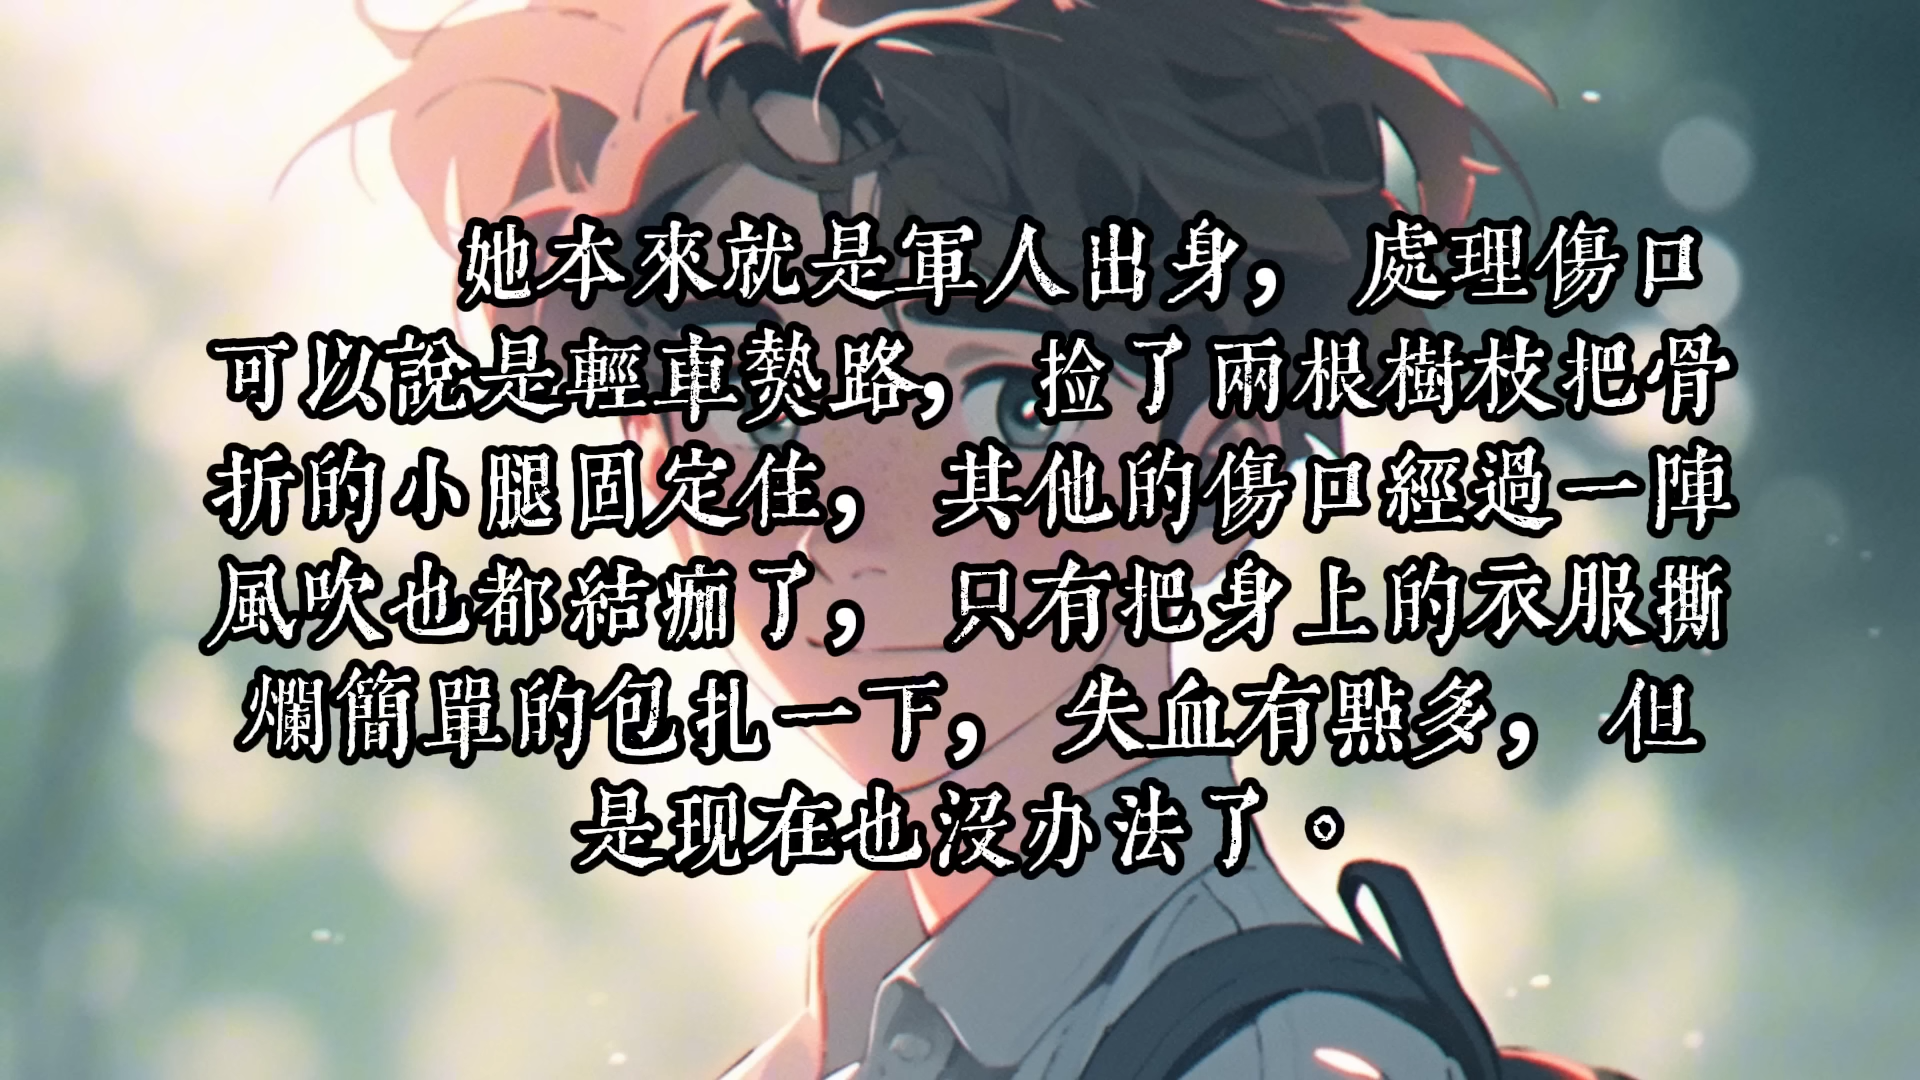 她本來就是軍人出身, 處理傷口
可以說是輕車熱路, 捡了兩根樹枝把骨
折的小腿固定住, 其他的傷口經過一陣
風吹也都結痂了, 只有把身上的衣服撕
爛簡單的包扎一下, 失血有點多, 但
是现在也沒办法了。